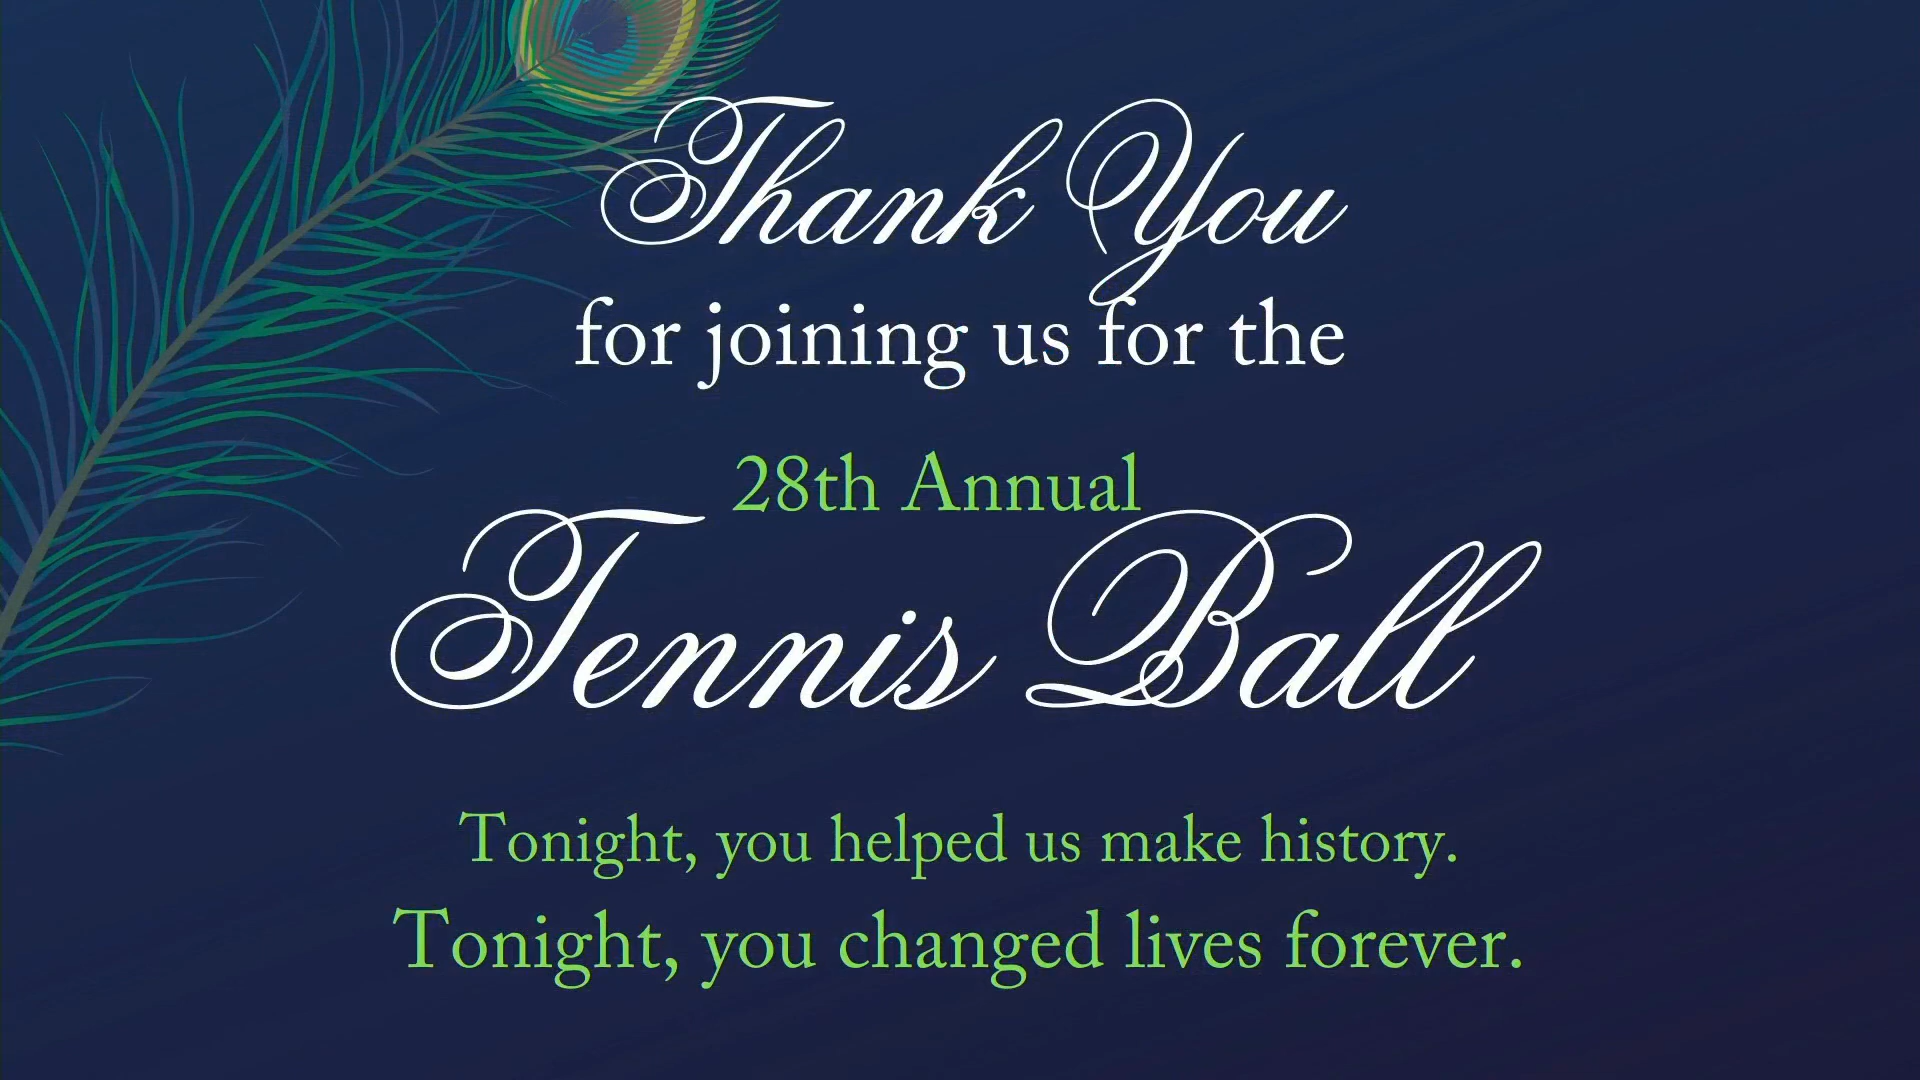 Thank You
for joining us for the
28th Annual
Tennis Ball
Tonight, you helped us make history.
Tonight, you changed lives forever.